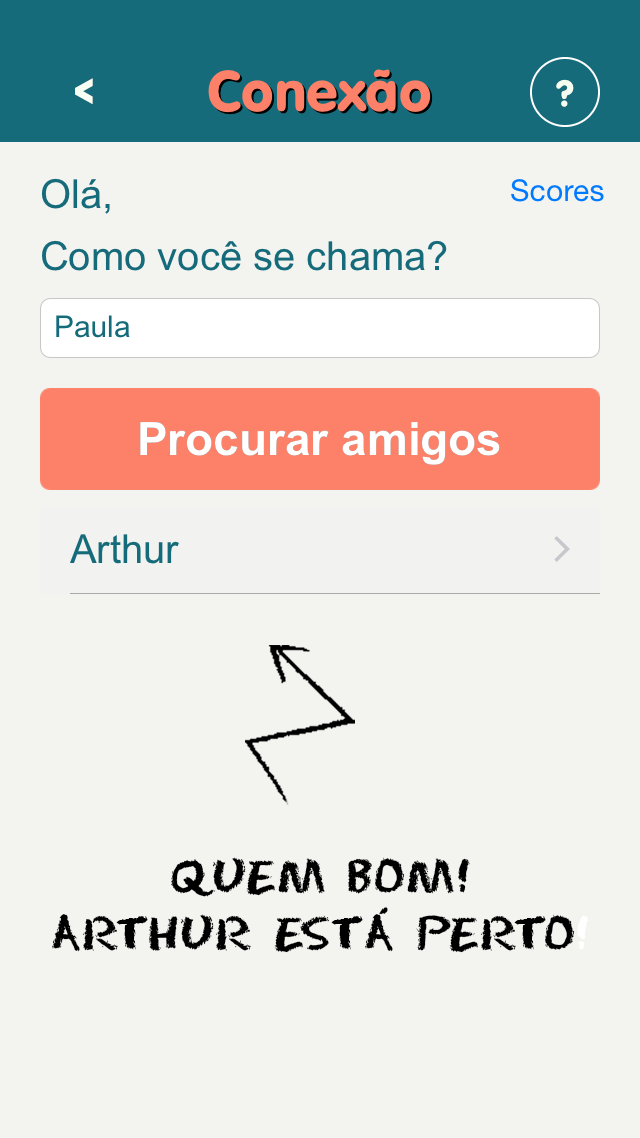 <
Conexão
?
Olá,
Scores
Como você se chama?
Paula
Procurar amigos
Arthur
QUEM BOM!
ARTHUR ESTÁ PERTO!